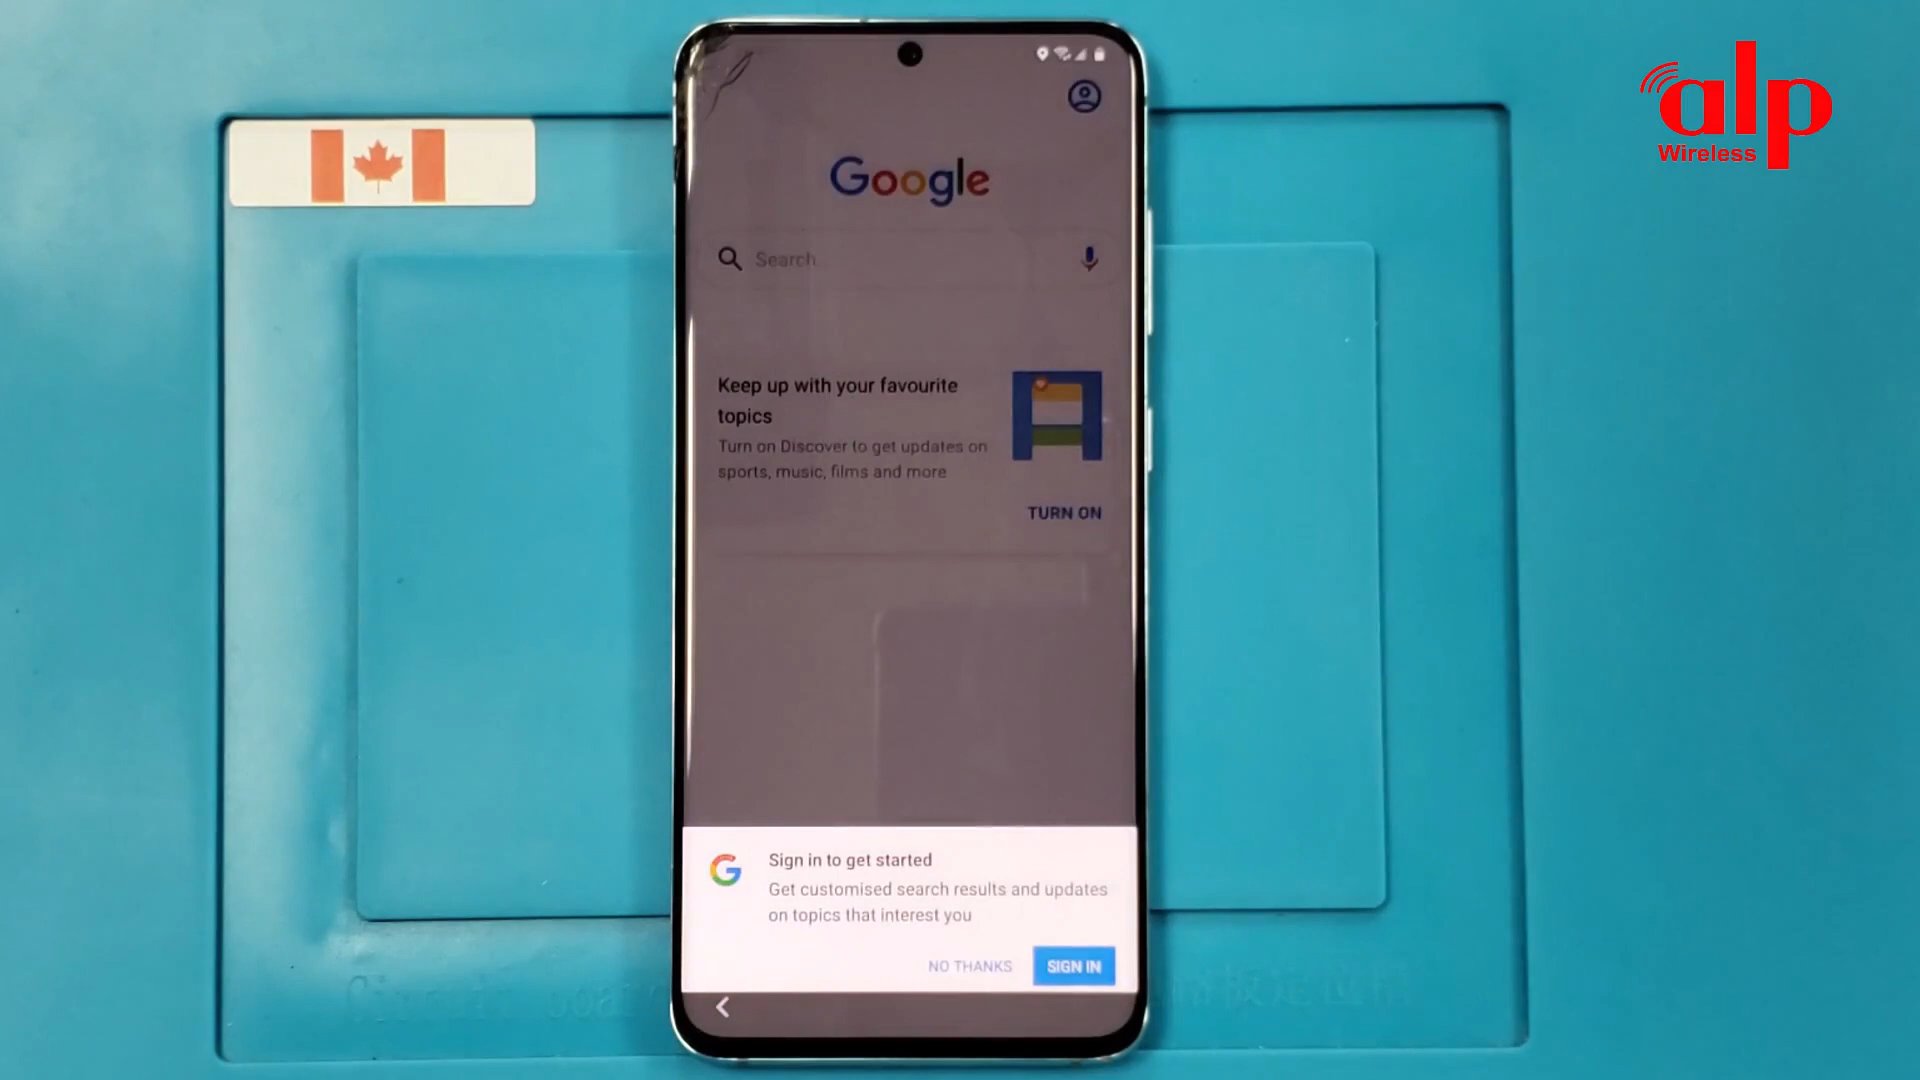 alp
Wireless
Google
Search
Keep up with your favourite
topics
Turn on Discover to get updates on
sports, music, films and more
TURN ON
Sign in to get started
Get customised search results and updates
on topics that interest you
NO THANKS
SIGN IN